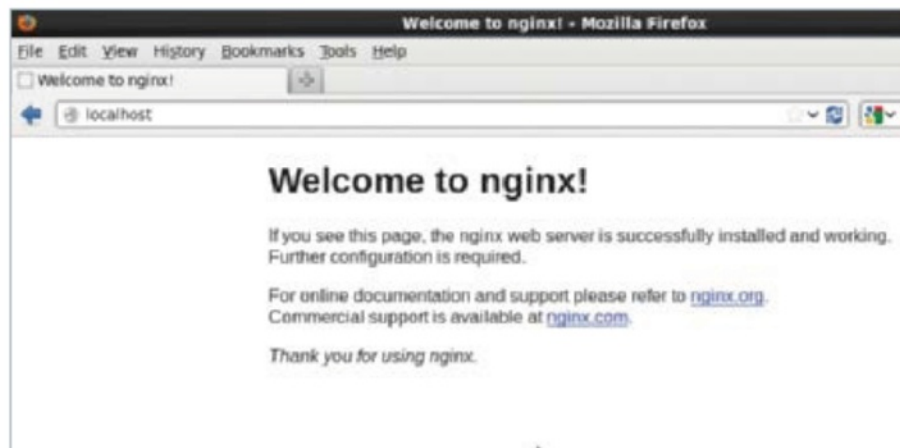 Welcome to nginx! - Mozilla Firefox
File Edit View History Bookmarks Tools Help
Welcome to nginx!
localhost
Welcome to nginx!
If you see this page, the nginx web server is successfully installed and working.
Further configuration is required.
For online documentation and support please refer to nginx.org.
Commercial support is available at nginx.com.
Thank you for using nginx.